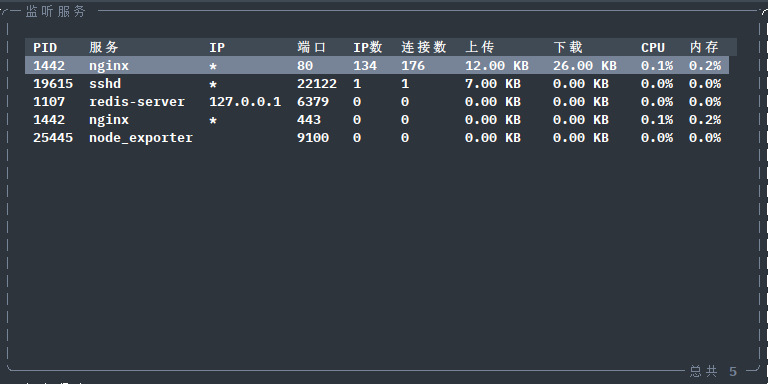 监听服务
PID 服务 IP 端口 IP数 连接数 上传 下载 CPU 内存
1442 nginx * 80 134 176 12.00 KB 26.00 KB 0.1% 0.2%
19615 sshd * 22122 1 1 7.00 KB 0.00 KB 0.0% 0.0%
1107 redis-server 127.0.0.1 6379 0 0 0.00 KB 0.00 KB 0.0% 0.0%
1442 nginx * 443 0 0 0.00 KB 0.00 KB 0.1% 0.2%
25445 node_exporter 9100 0 0 0.00 KB 0.00 KB 0.0% 0.0%
总共 5